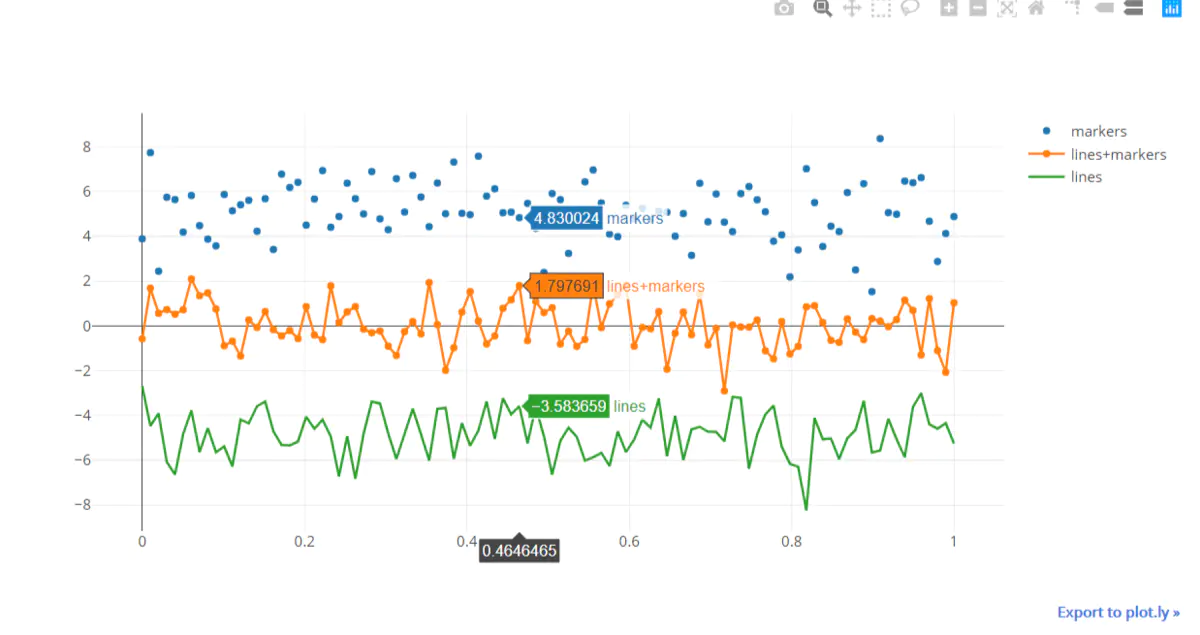 markers
lines+markers
lines
8
6
4
2
0
−2
−4
−6
−8
4.830024 markers
1.797691 lines+markers
−3.583659 lines
0 0.2 0.4 0.6 0.8 1
0.4646465
Export to plot.ly »